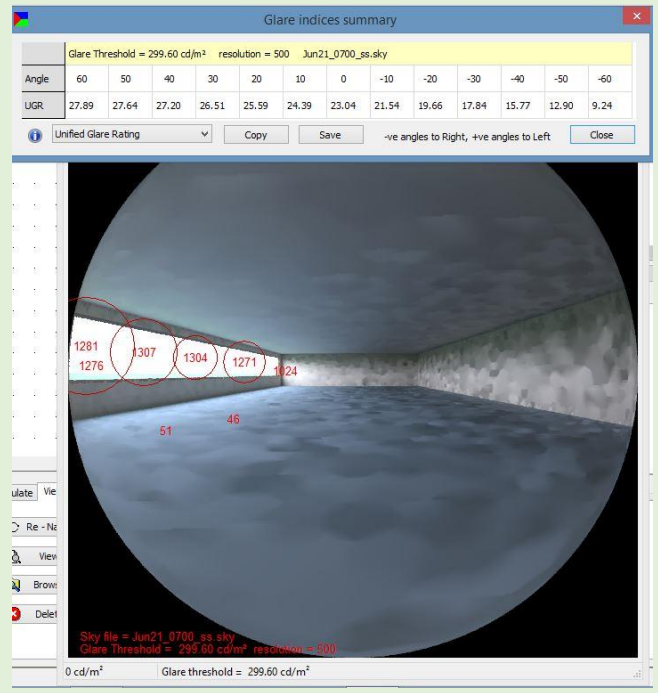 Glare indices summary
Glare Threshold = 299.60 cd/m² resolution = 500 Jun21_0700_ss.sky
Angle 60 50 40 30 20 10 0 -10 -20 -30 -40 -50 -60
UGR 27.89 27.64 27.20 26.51 25.59 24.39 23.04 21.54 19.66 17.84 15.77 12.90 9.24
Unified Glare Rating Copy Save -ve angles to Right, +ve angles to Left Close
1281
1276
1307
1304
1271
1024
51
46
ulate Vie
Re - Na
View
Brows
Delet
Sky file = Jun21_0700_ss.sky
Glare Threshold = 299.60 cd/m² resolution = 500
0 cd/m² Glare threshold = 299.60 cd/m²